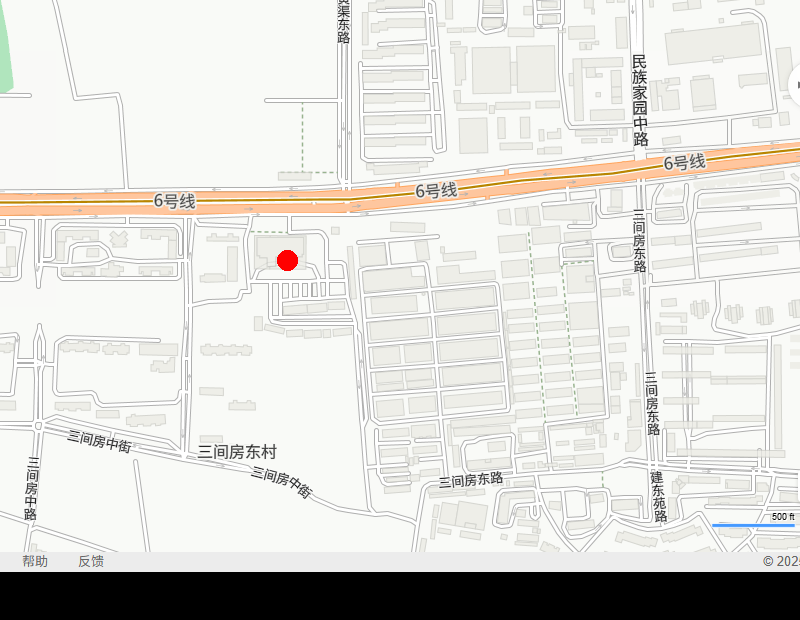 渠东路
民族家园中路
6号线
6号线
6号线
三间房东路
三间房东路
三间房中街
三间房东村
三间房中街
三间房东路
三间房中路
建东苑路
500 ft
帮助
反馈
© 202